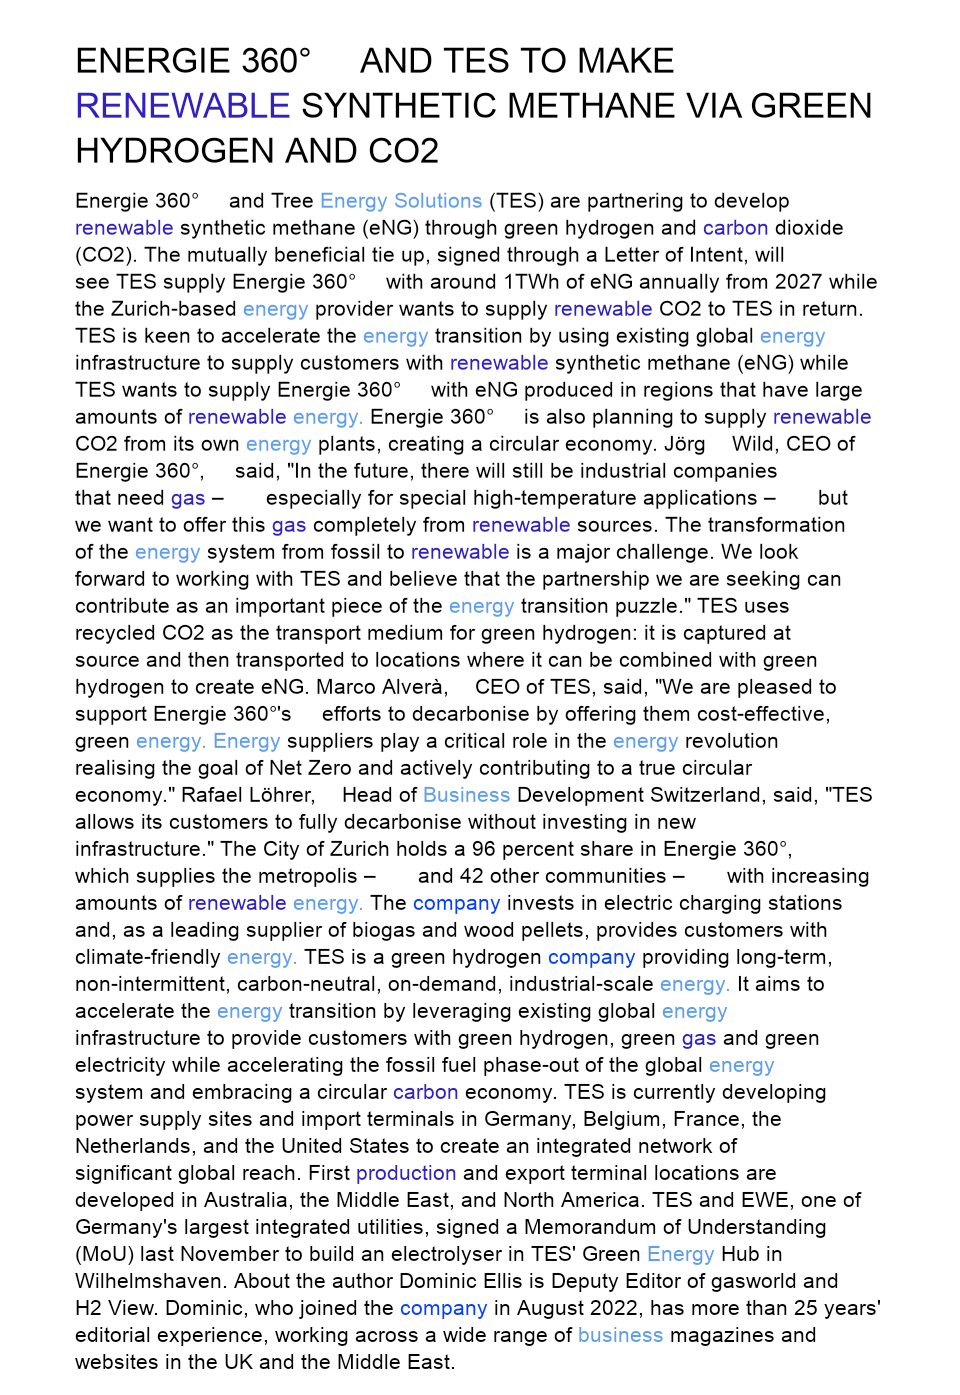 ENERGIE 360° AND TES TO MAKE
RENEWABLE SYNTHETIC METHANE VIA GREEN
HYDROGEN AND CO2
Energie 360° and Tree Energy Solutions (TES) are partnering to develop
renewable synthetic methane (eNG) through green hydrogen and carbon dioxide
(CO2). The mutually beneficial tie up, signed through a Letter of Intent, will
see TES supply Energie 360° with around 1TWh of eNG annually from 2027 while
the Zurich-based energy provider wants to supply renewable CO2 to TES in return.
TES is keen to accelerate the energy transition by using existing global energy
infrastructure to supply customers with renewable synthetic methane (eNG) while
TES wants to supply Energie 360° with eNG produced in regions that have large
amounts of renewable energy. Energie 360° is also planning to supply renewable
CO2 from its own energy plants, creating a circular economy. Jörg Wild, CEO of
Energie 360°, said, "In the future, there will still be industrial companies
that need gas – especially for special high-temperature applications – but
we want to offer this gas completely from renewable sources. The transformation
of the energy system from fossil to renewable is a major challenge. We look
forward to working with TES and believe that the partnership we are seeking can
contribute as an important piece of the energy transition puzzle." TES uses
recycled CO2 as the transport medium for green hydrogen: it is captured at
source and then transported to locations where it can be combined with green
hydrogen to create eNG. Marco Alverà, CEO of TES, said, "We are pleased to
support Energie 360°'s efforts to decarbonise by offering them cost-effective,
green energy. Energy suppliers play a critical role in the energy revolution
realising the goal of Net Zero and actively contributing to a true circular
economy." Rafael Löhrer, Head of Business Development Switzerland, said, "TES
allows its customers to fully decarbonise without investing in new
infrastructure." The City of Zurich holds a 96 percent share in Energie 360°,
which supplies the metropolis – and 42 other communities – with increasing
amounts of renewable energy. The company invests in electric charging stations
and, as a leading supplier of biogas and wood pellets, provides customers with
climate-friendly energy. TES is a green hydrogen company providing long-term,
non-intermittent, carbon-neutral, on-demand, industrial-scale energy. It aims to
accelerate the energy transition by leveraging existing global energy
infrastructure to provide customers with green hydrogen, green gas and green
electricity while accelerating the fossil fuel phase-out of the global energy
system and embracing a circular carbon economy. TES is currently developing
power supply sites and import terminals in Germany, Belgium, France, the
Netherlands, and the United States to create an integrated network of
significant global reach. First production and export terminal locations are
developed in Australia, the Middle East, and North America. TES and EWE, one of
Germany's largest integrated utilities, signed a Memorandum of Understanding
(MoU) last November to build an electrolyser in TES' Green Energy Hub in
Wilhelmshaven. About the author Dominic Ellis is Deputy Editor of gasworld and
H2 View. Dominic, who joined the company in August 2022, has more than 25 years'
editorial experience, working across a wide range of business magazines and
websites in the UK and the Middle East.